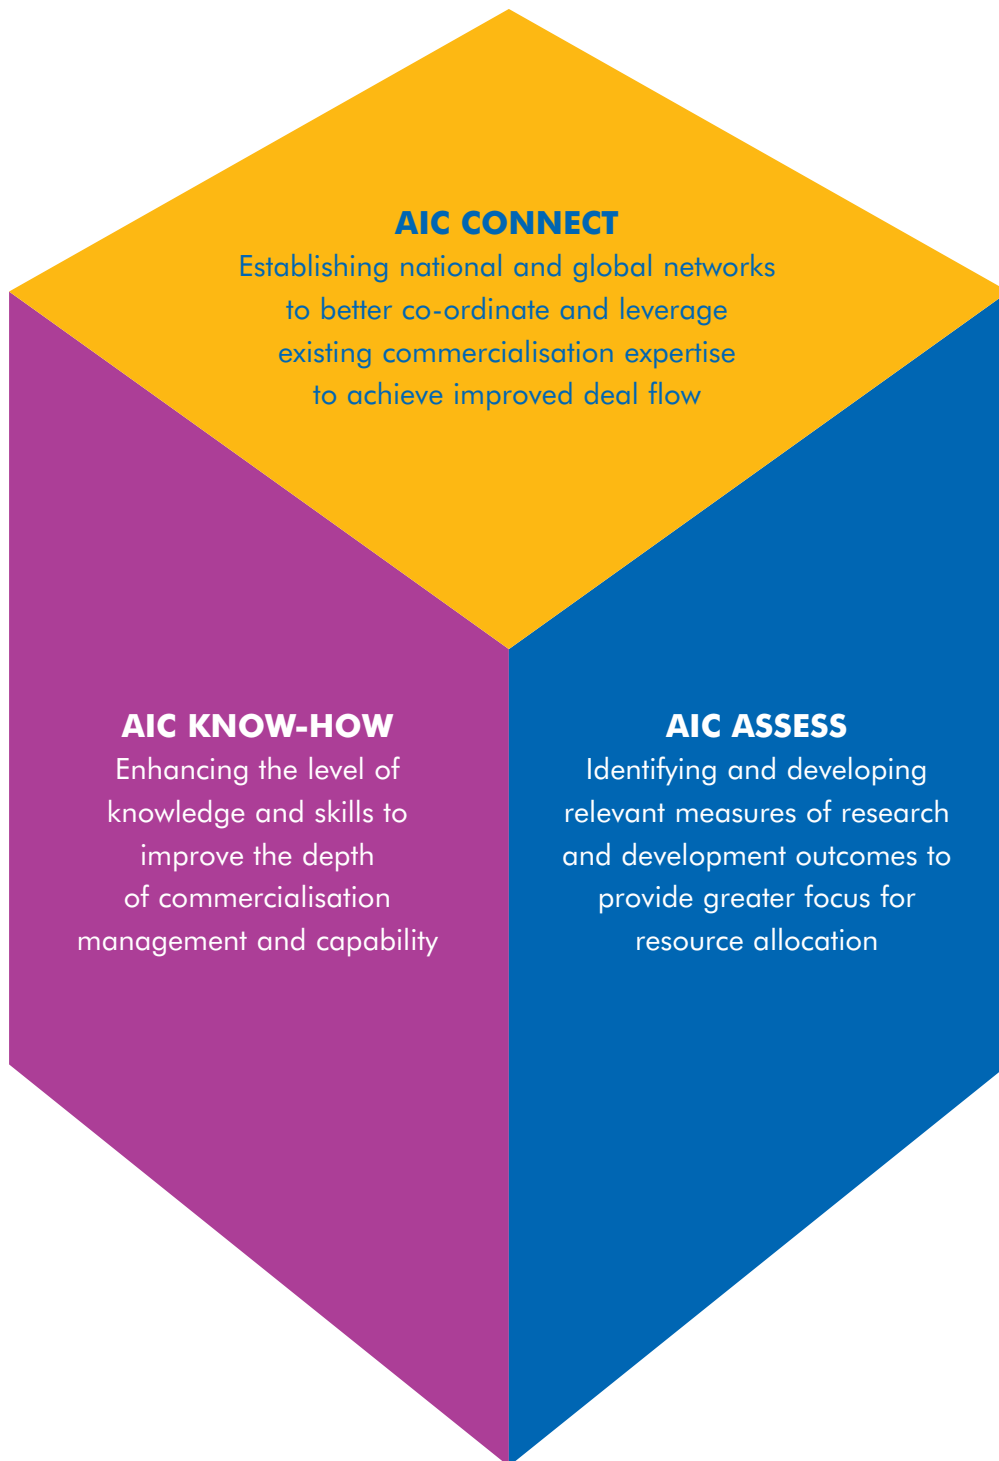 AIC CONNECT
Establishing national and global networks
to better co-ordinate and leverage
existing commercialisation expertise
to achieve improved deal flow
AIC KNOW-HOW
Enhancing the level of
knowledge and skills to
improve the depth
of commercialisation
management and capability
AIC ASSESS
Identifying and developing
relevant measures of research
and development outcomes to
provide greater focus for
resource allocation